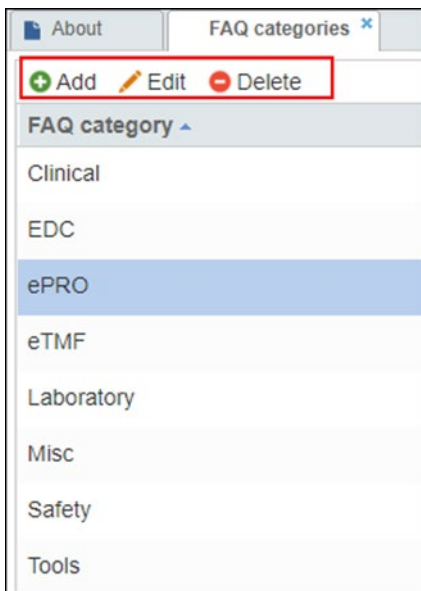 About FAQ categories
Add Edit Delete
FAQ category
Clinical
EDC
ePRO
eTMF
Laboratory
Misc
Safety
Tools